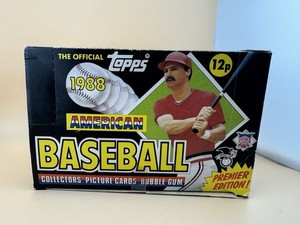 THE OFFICIAL Topps
12p
1988
AMERICAN
BASEBALL
COLLECTORS' PICTURE CARDS - BUBBLE GUM
PREMIER
EDITION!